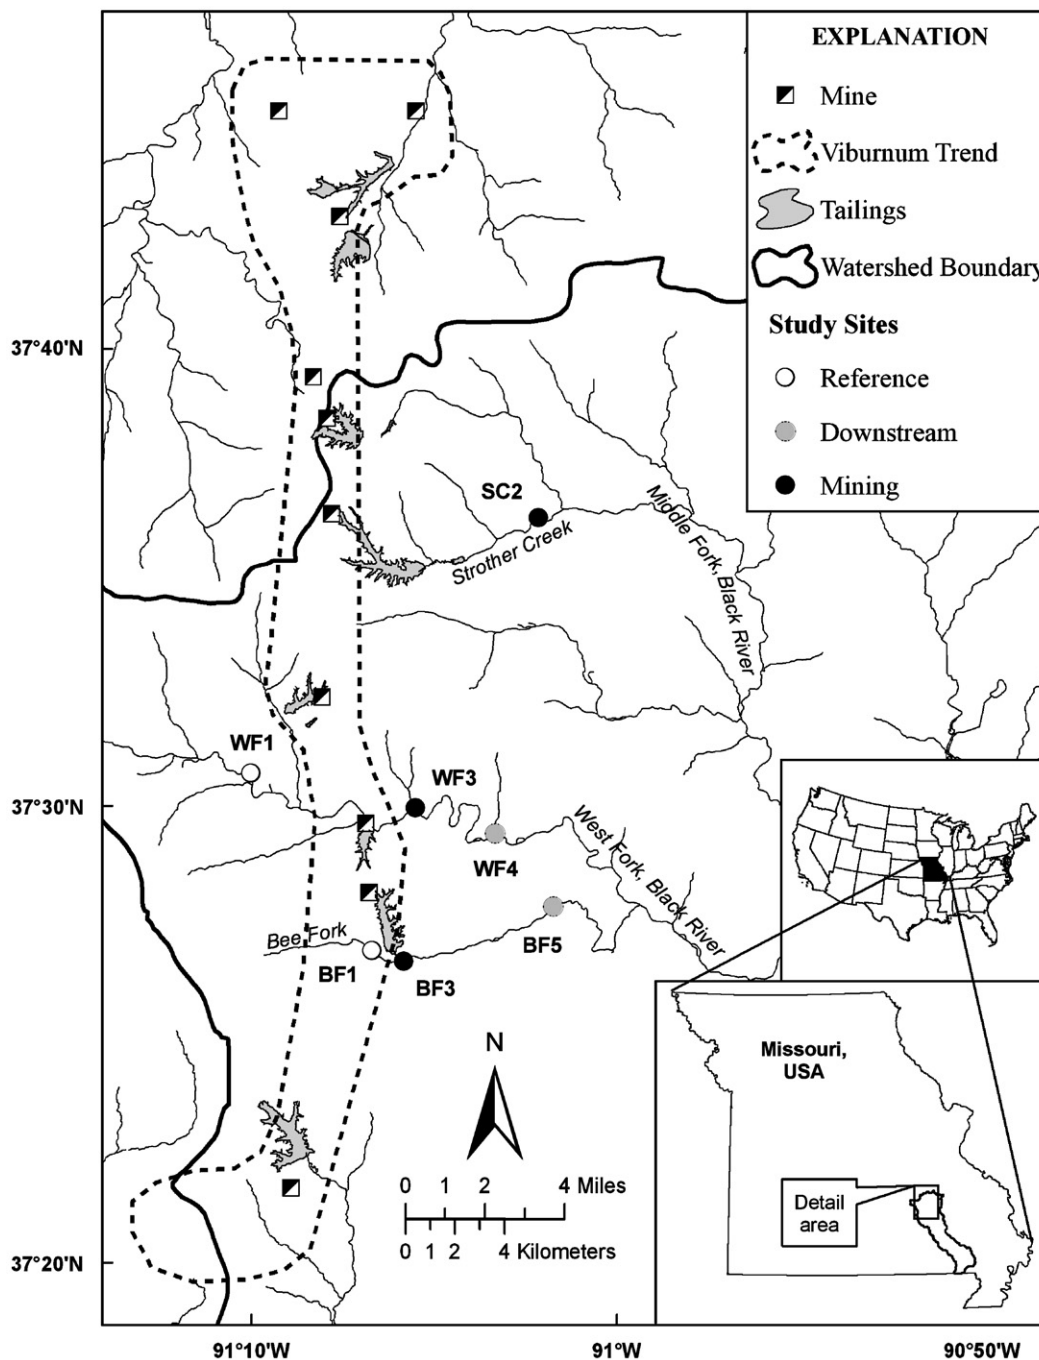 EXPLANATION
Mine
Viburnum Trend
Tailings
Watershed Boundary
Study Sites
Reference
Downstream
Mining
37°40'N
SC2
Strother Creek
Middle Fork, Black River
WF1
WF3
37°30'N
WF4
West Fork, Black River
Bee Fork
BF1
BF3
BF5
N
0 1 2 4 Miles
0 1 2 4 Kilometers
Missouri,
USA
Detail
area
37°20'N
91°10'W
91°0'W
90°50'W